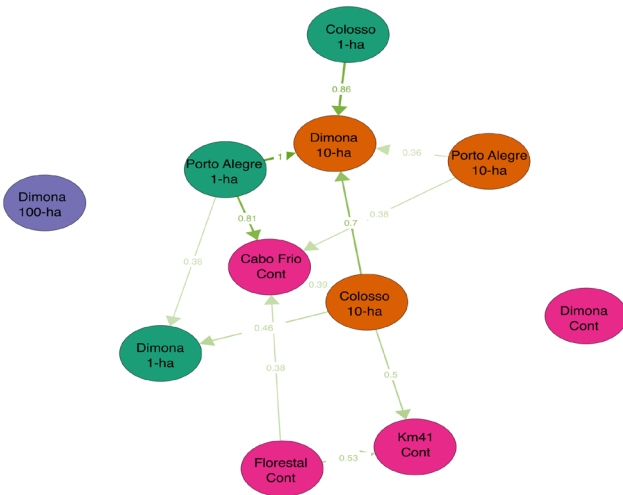 Colosso
1-ha
0.86
Dimona
10-ha
Porto Alegre
1-ha
1
0.36
Porto Alegre
10-ha
Dimona
100-ha
0.81
0.38
0.7
Cabo Frio
Cont
0.38
0.39
Colosso
10-ha
Dimona
Cont
0.46
Dimona
1-ha
0.38
0.5
Km41
Cont
0.53
Florestal
Cont